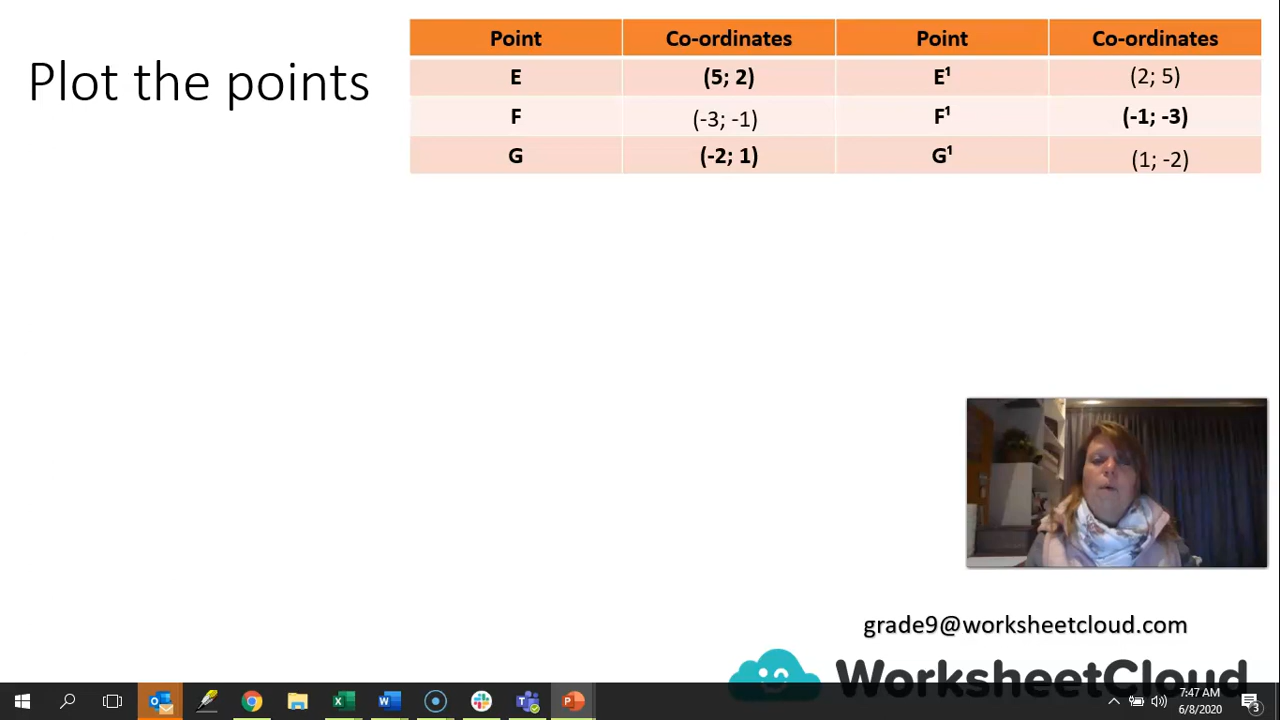 Plot the points
Point Co-ordinates Point Co-ordinates
E (5; 2) E¹ (2; 5)
F (-3; -1) F¹ (-1; -3)
G (-2; 1) G¹ (1; -2)
grade9@worksheetcloud.com
WorksheetCloud
7:47 AM
6/8/2020
3